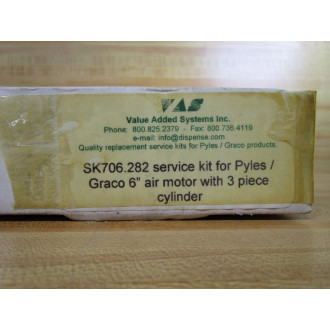 VAS
Value Added Systems Inc.
Phone: 800.825.2379 - Fax: 800.736.4119
e-mail: info@dispense.com
Quality replacement service kits for Pyles / Graco products.
SK706.282 service kit for Pyles /
Graco 6" air motor with 3 piece
cylinder